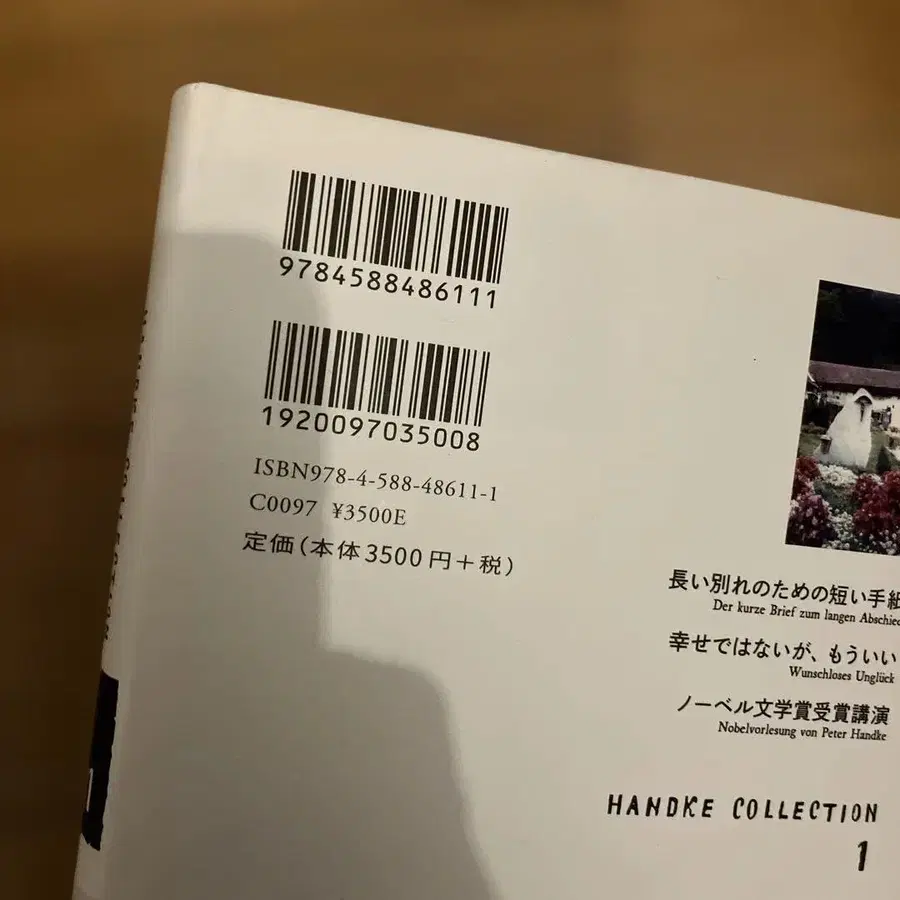 9784588486111
1920097035008
ISBN978-4-588-48611-1
C0097 ¥3500E
定価(本体3500円+税)
長い別れのための短い手紙
Der kurze Brief zum langen Abschied
幸せではないが、もういい
Wunschloses Unglück
ノーベル文学賞受賞講演
Nobelvorlesung von Peter Handke
HANDKE COLLECTION
1
HANDKE COLLECTION
1